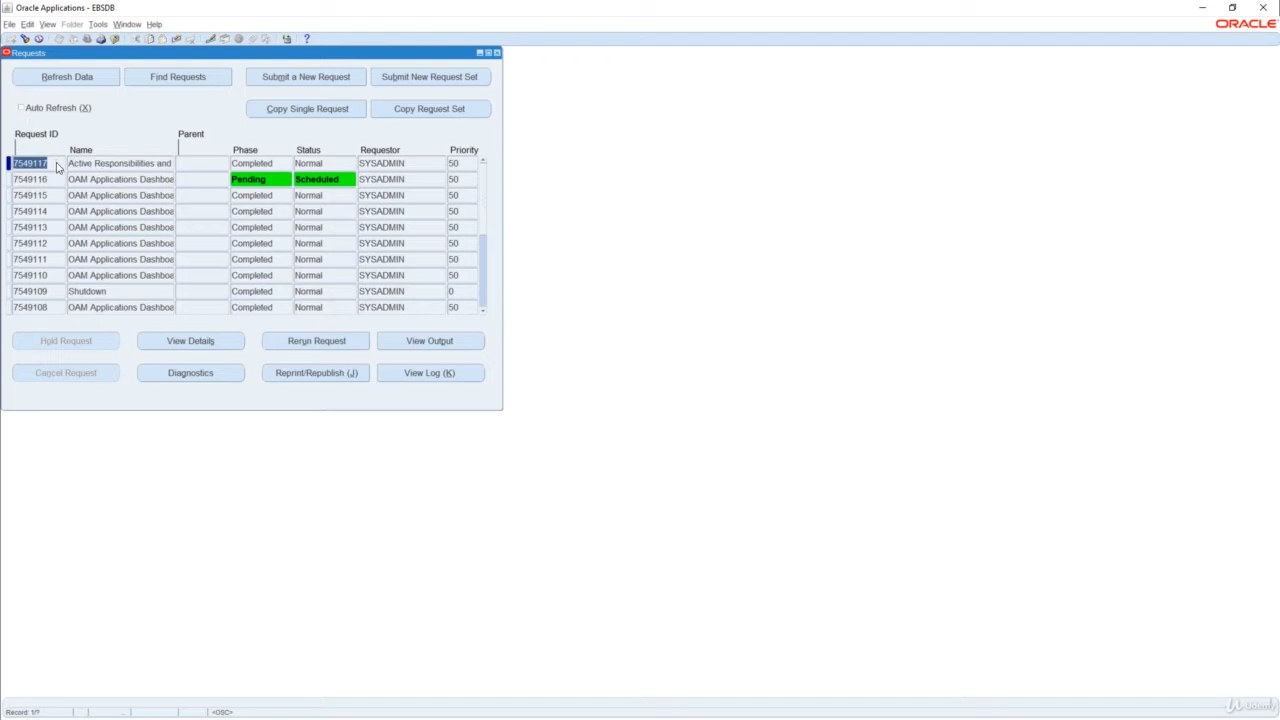 Oracle Applications - EBSDB
File Edit View Folder Tools Window Help
ORACLE
Requests
Refresh Data Find Requests Submit a New Request Submit New Request Set
Auto Refresh (X) Copy Single Request Copy Request Set
Request ID Parent
Name Phase Status Requestor Priority
7549117 Active Responsibilities and Completed Normal SYSADMIN 50
7549116 OAM Applications Dashboa Pending Scheduled SYSADMIN 50
7549115 OAM Applications Dashboa Completed Normal SYSADMIN 50
7549114 OAM Applications Dashboa Completed Normal SYSADMIN 50
7549113 OAM Applications Dashboa Completed Normal SYSADMIN 50
7549112 OAM Applications Dashboa Completed Normal SYSADMIN 50
7549111 OAM Applications Dashboa Completed Normal SYSADMIN 50
7549110 OAM Applications Dashboa Completed Normal SYSADMIN 50
7549109 Shutdown Completed Normal SYSADMIN 0
7549108 OAM Applications Dashboa Completed Normal SYSADMIN 50
Hold Request View Details Rerun Request View Output
Cancel Request Diagnostics Reprint/Republish (J) View Log (K)
Record: 1/? ... <OSC>
Udemy